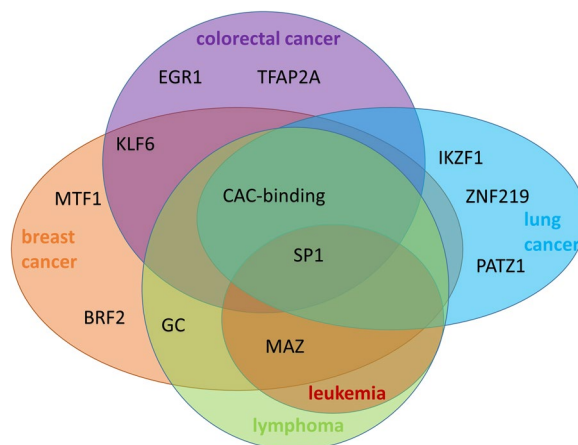 colorectal cancer
EGR1 TFAP2A
KLF6
IKZF1
MTF1
CAC-binding
ZNF219
breast
cancer
lung
cancer
SP1
PATZ1
BRF2
GC
MAZ
leukemia
lymphoma